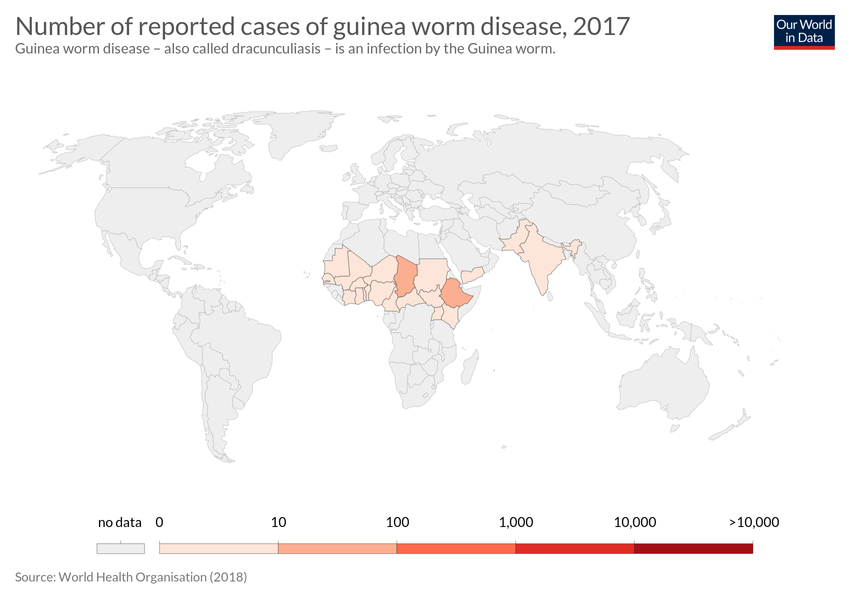 Number of reported cases of guinea worm disease, 2017
Guinea worm disease – also called dracunculiasis – is an infection by the Guinea worm.
Our World
in Data
no data
0
10
100
1,000
10,000
>10,000
Source: World Health Organisation (2018)